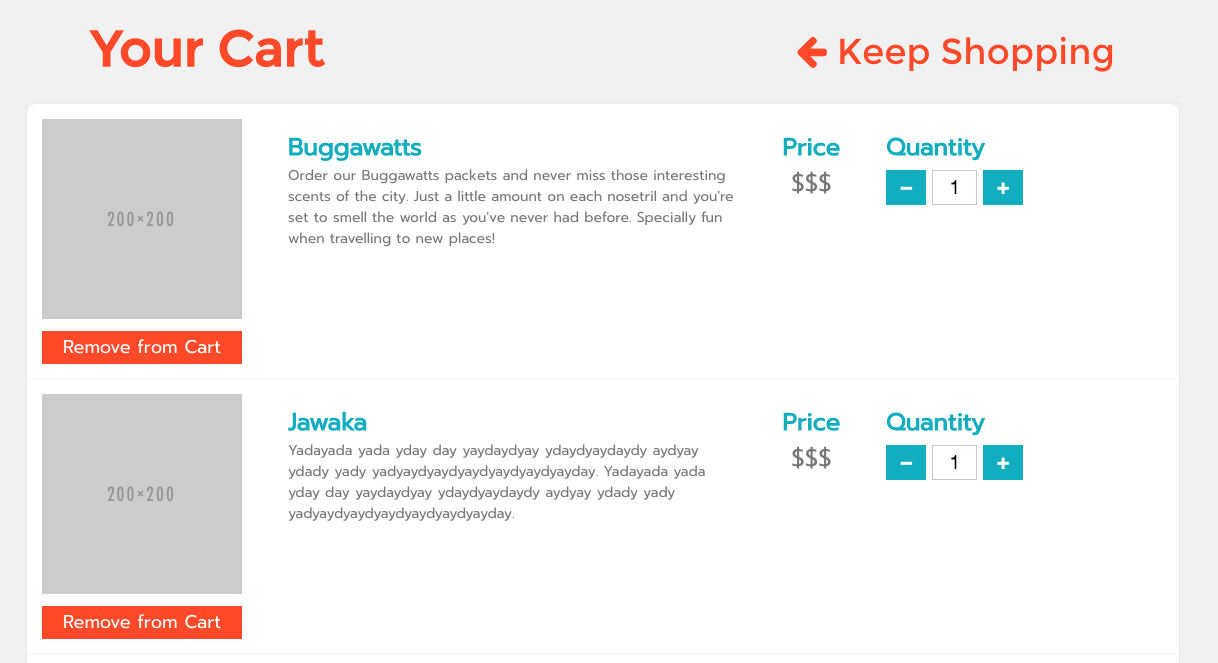 Your Cart
Keep Shopping
200×200
Remove from Cart
Buggawatts
Order our Buggawatts packets and never miss those interesting
scents of the city. Just a little amount on each nosetril and you're
set to smell the world as you've never had before. Specially fun
when travelling to new places!
Price
$$$
Quantity
− 1 +
200×200
Remove from Cart
Jawaka
Yadayada yada yday day yaydaydyay ydaydyaydaydy aydyay
ydady yady yadyaydyaydyaydyaydyaydyayday. Yadayada yada
yday day yaydaydyay ydaydyaydaydy aydyay ydady yady
yadyaydyaydyaydyaydyaydyayday.
Price
$$$
Quantity
− 1 +